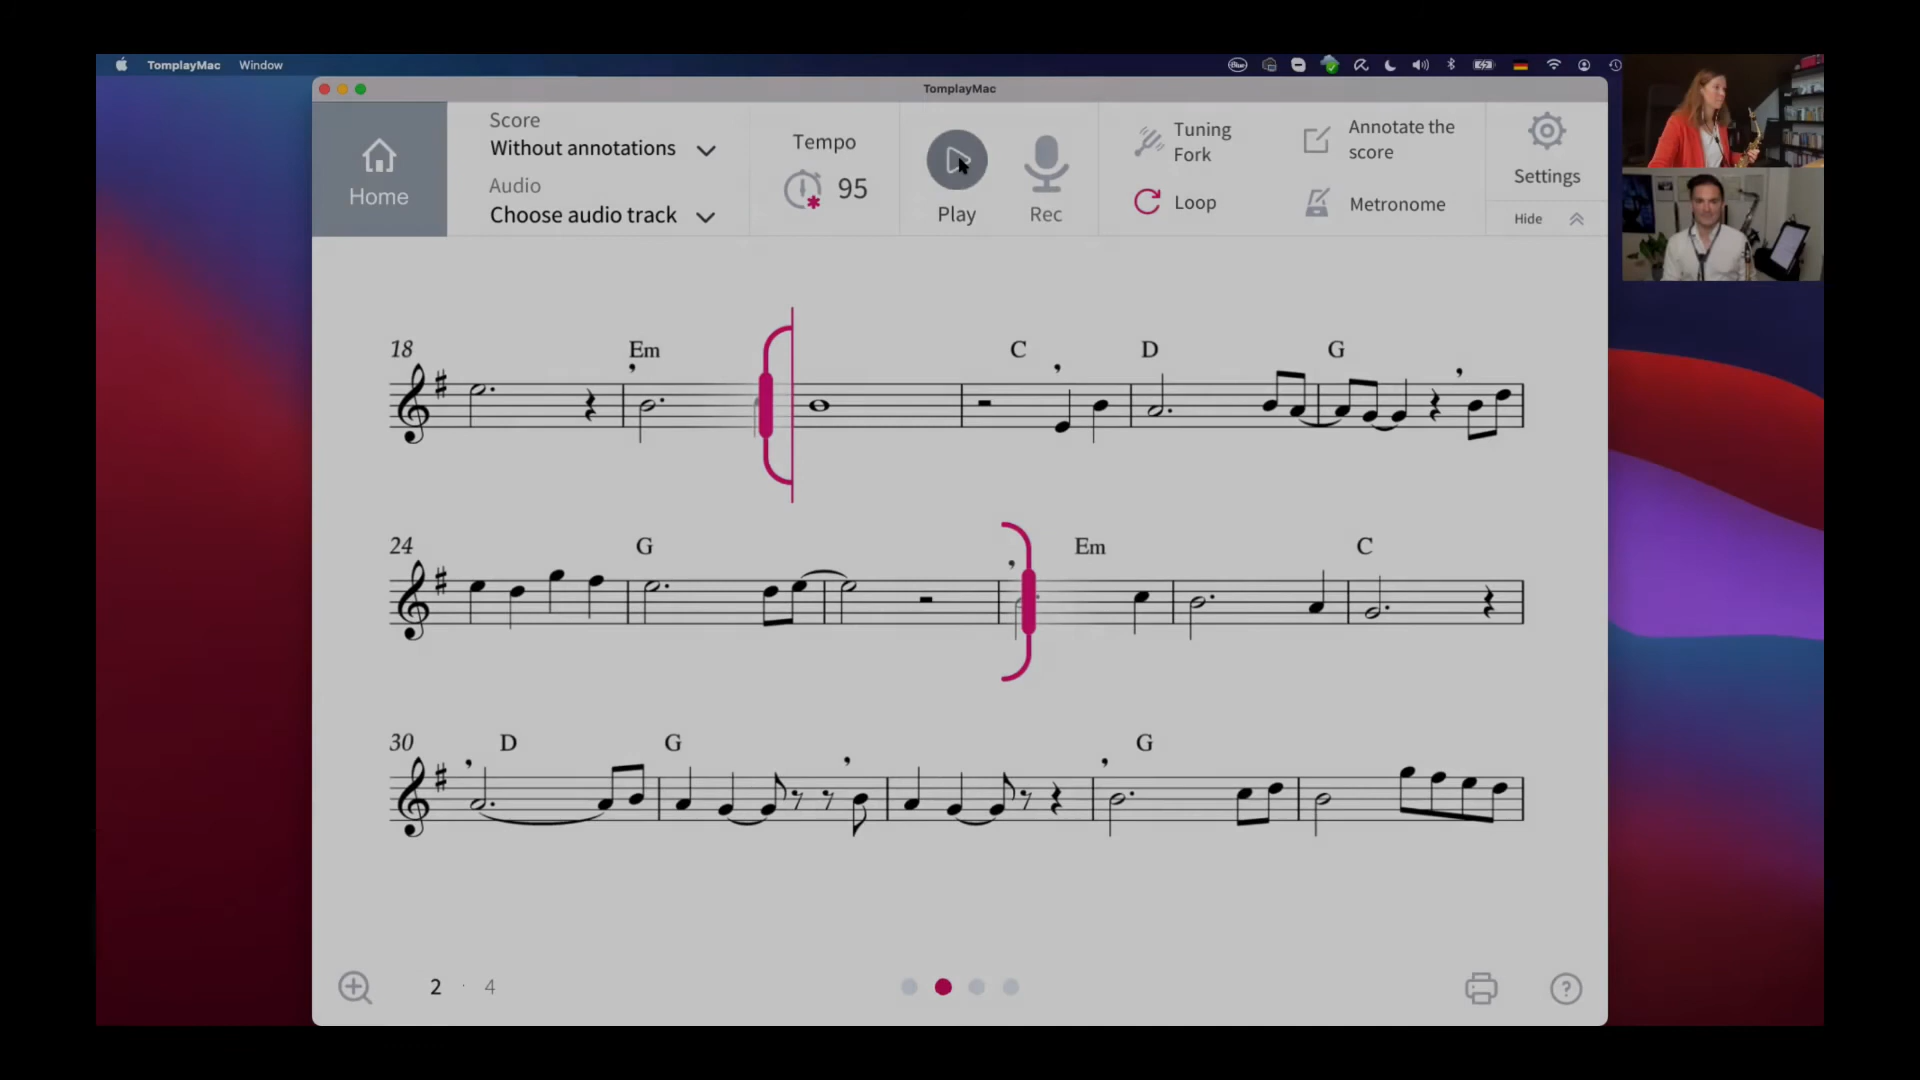 TomplayMac Window
TomplayMac
Home
Score
Without annotations
Audio
Choose audio track
Tempo
95
Play
Rec
Tuning
Fork
Loop
Annotate the
score
Metronome
Settings
Hide
18 Em C D G
24 G Em C
30 D G G
2 · 4